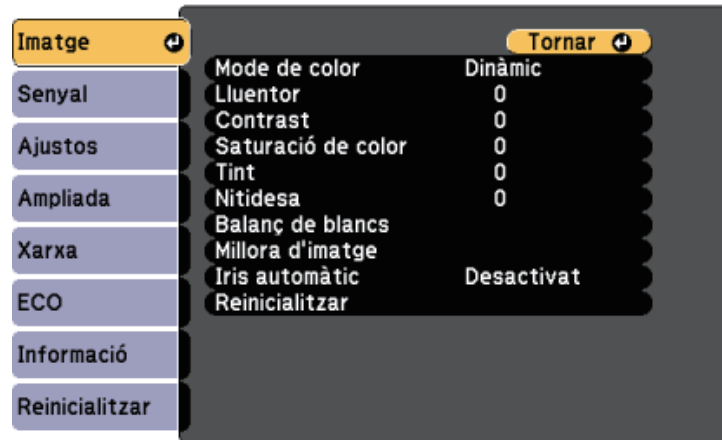 Imatge
Senyal
Ajustos
Ampliada
Xarxa
ECO
Informació
Reinicialitzar
Tornar
Mode de color Dinàmic
Lluentor 0
Contrast 0
Saturació de color 0
Tint 0
Nitidesa 0
Balanç de blancs
Millora d'imatge
Iris automàtic Desactivat
Reinicialitzar